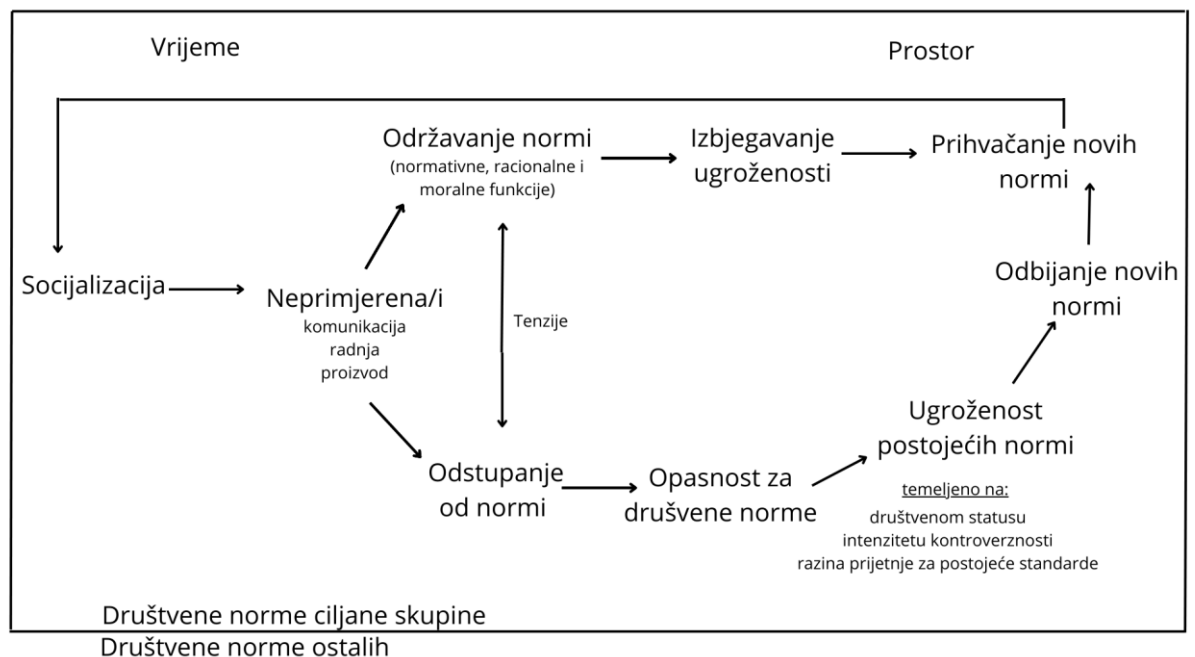 Vrijeme
Prostor
Održavanje normi
(normativne, racionalne i
moralne funkcije)
Izbjegavanje
ugroženosti
Prihvačanje novih
normi
Socijalizacija
Neprimjerena/i
komunikacija
radnja
proizvod
Tenzije
Odbijanje novih
normi
Odstupanje
od normi
Opasnost za
drušvene norme
Ugroženost
postojećih normi
temeljeno na:
društvenom statusu
intenzitetu kontroverznosti
razina prijetnje za postojeće standarde
Društvene norme ciljane skupine
Društvene norme ostalih